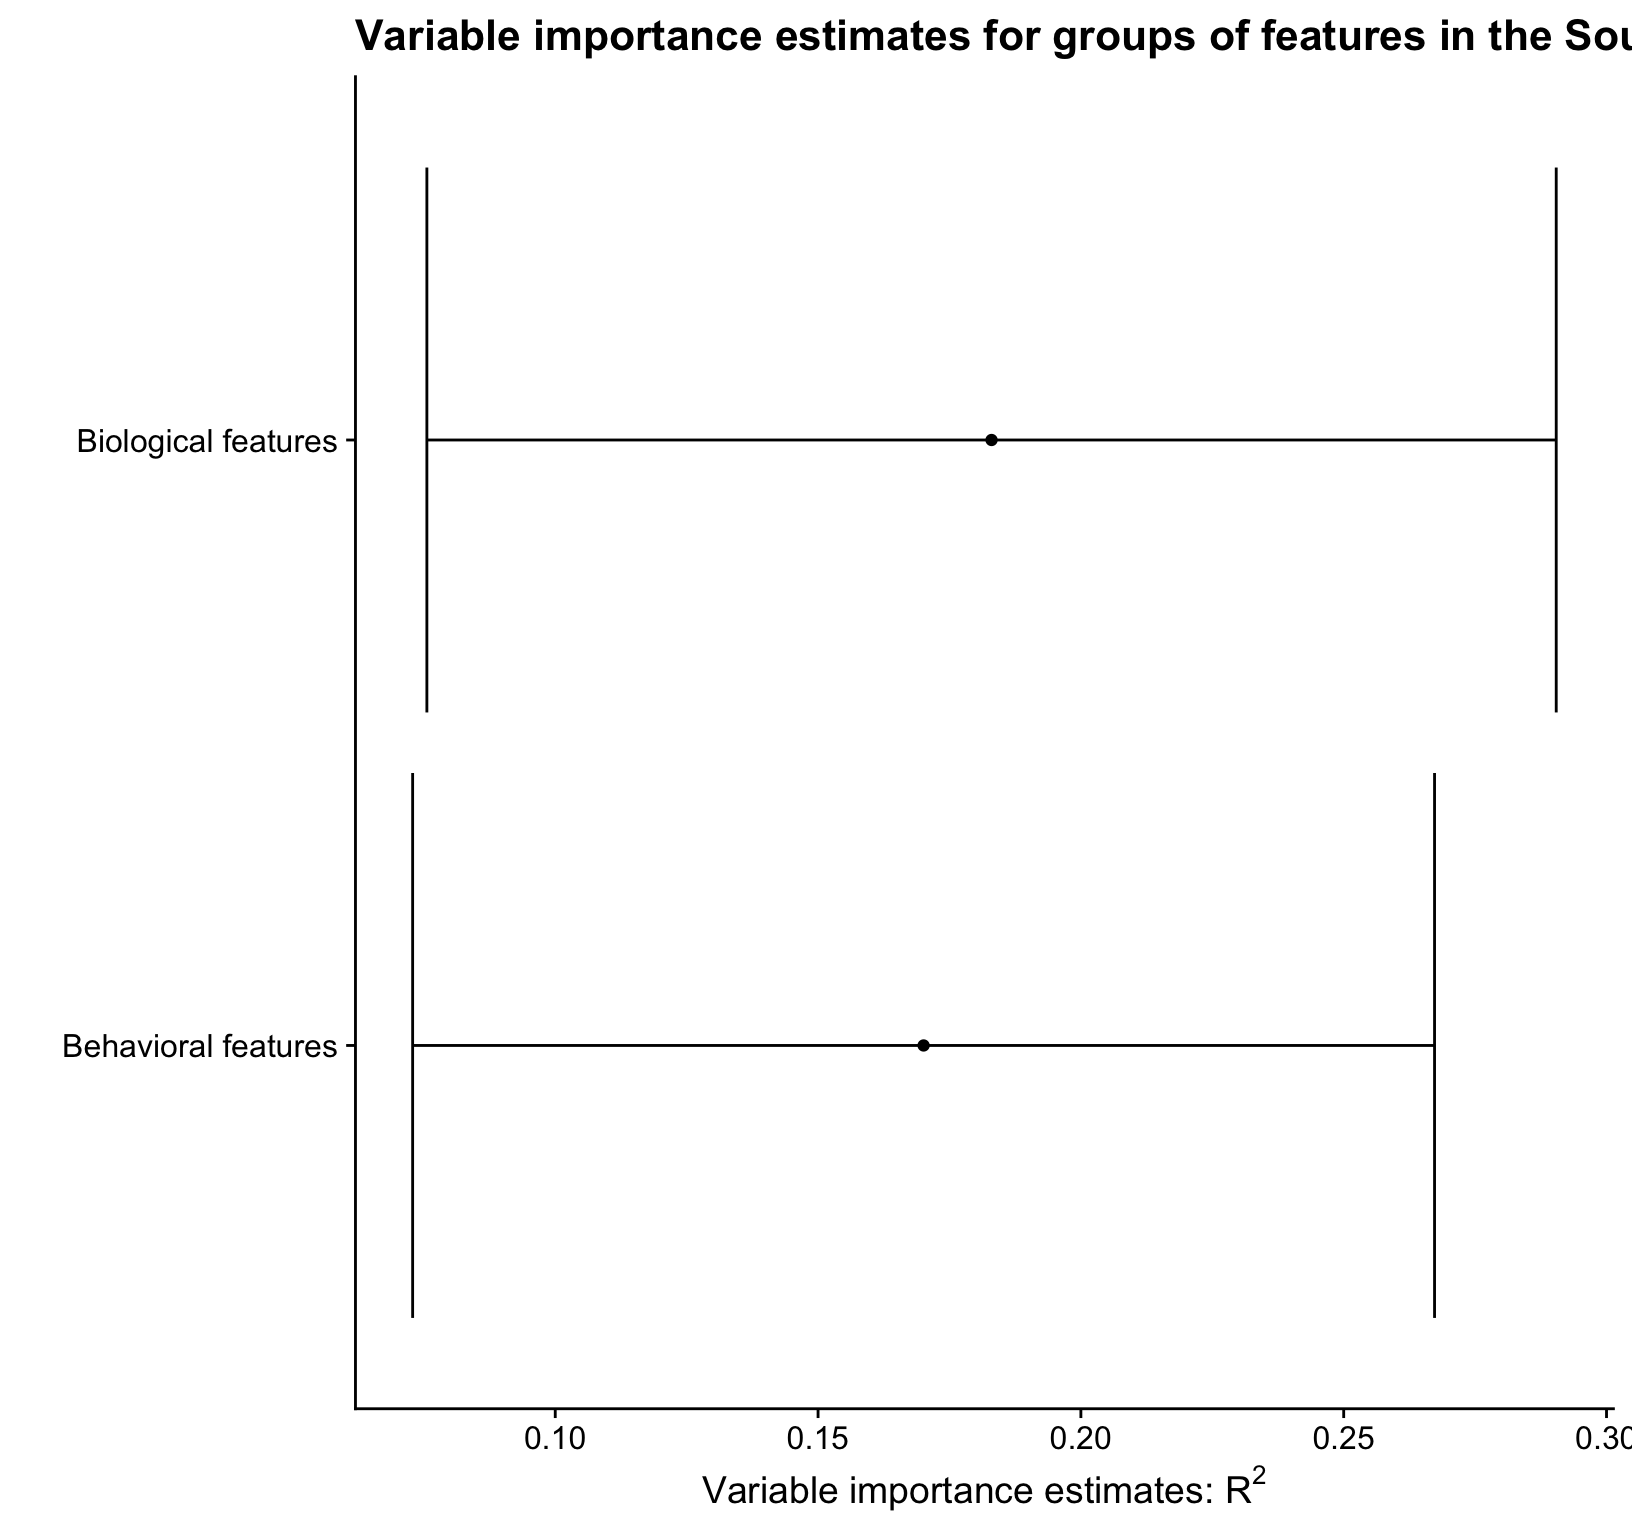 Variable importance estimates for groups of features in the Sou
Biological features
Behavioral features
0.10 0.15 0.20 0.25 0.30
Variable importance estimates: R²